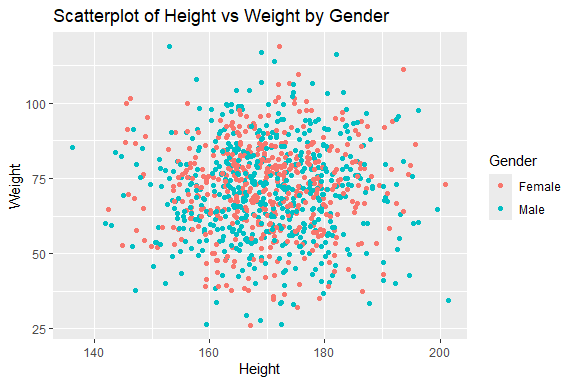 Scatterplot of Height vs Weight by Gender
100
75
50
25
Weight
140
160
180
200
Height
Gender
Female
Male